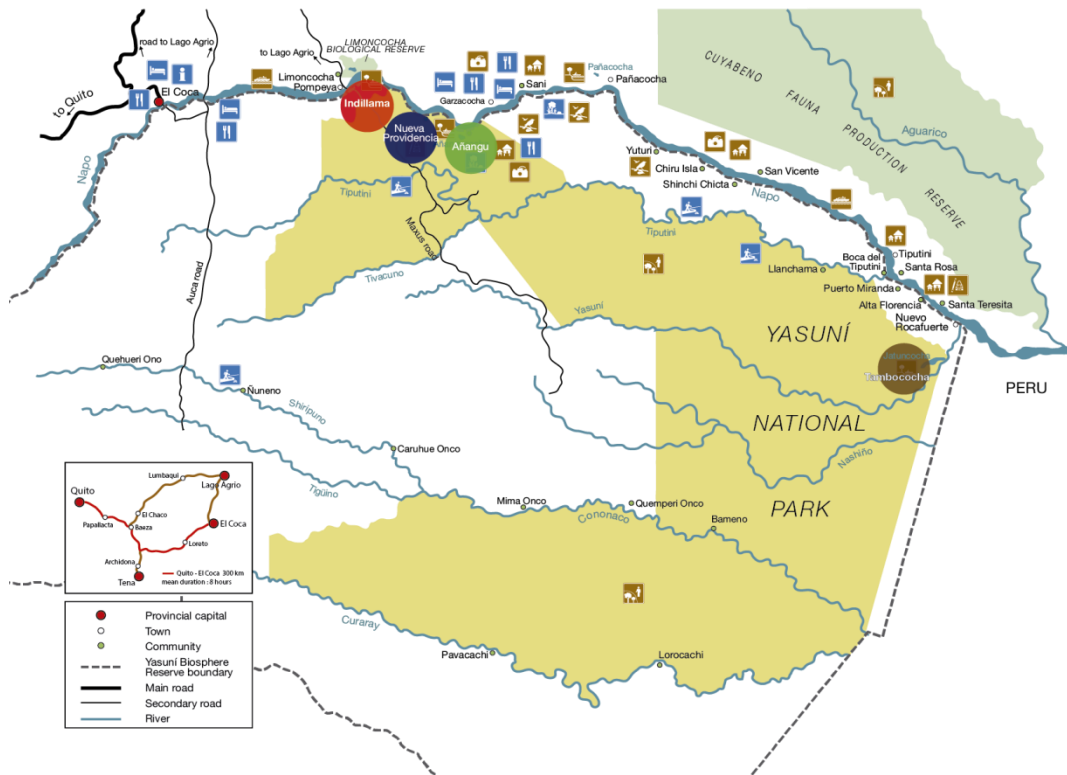 road to Lago Agrio
to Lago Agrio
LIMONCOCHA
BIOLOGICAL RESERVE
to Quito
El Coca
Limoncocha
Pompeya
Indillama
Nueva
Providencia
Añangu
Garzacocha
Sani
Pañacocha
Pañacocha
CUYABENO
FAUNA
PRODUCTION
RESERVE
Aguarico
Napo
Yuturi
Chiru Isla
Shinchi Chicta
San Vicente
Napo
Tiputini
Maxus road
Auca road
Tivacuno
Tiputini
Llanchama
Boca del
Tiputini
Tiputini
Santa Rosa
Puerto Miranda
Alta Florencia
Santa Teresita
Nuevo
Rocafuerte
Yasuní
YASUNÍ
NATIONAL
PARK
Jatuncocha
Tambococha
PERU
Quehueri Ono
Ñuneno
Shiripuno
Caruhue Onco
Tigüino
Mima Onco
Quemperi Onco
Cononaco
Bameno
Nashiño
Curaray
Pavacachi
Lorocachi
Lumbaqui
Lago Agrio
Quito
El Chaco
Papallacta
Baeza
El Coca
Loreto
Archidona
Tena
Quito - El Coca 300 km
mean duration : 8 hours
Provincial capital
Town
Community
Yasuní Biosphere
Reserve boundary
Main road
Secondary road
River